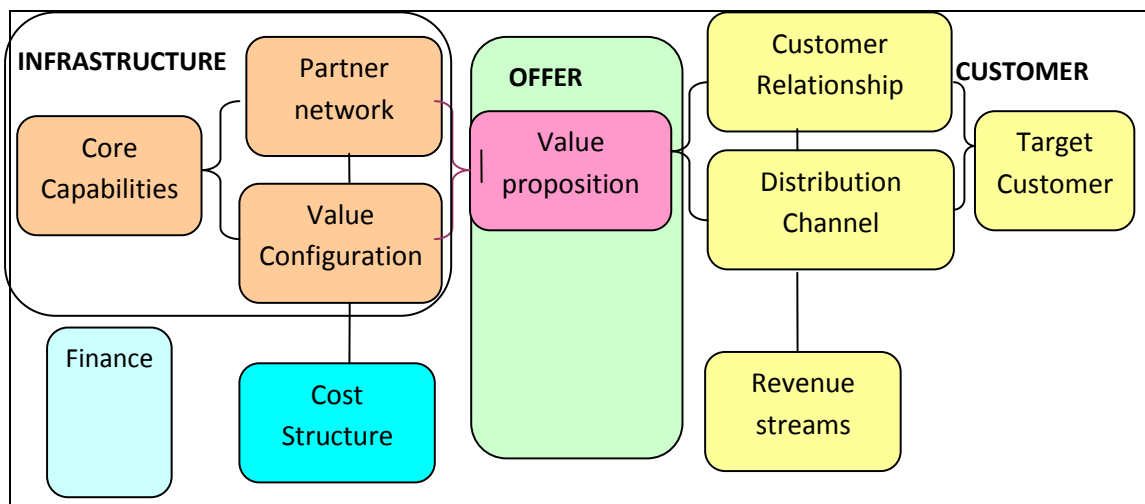 INFRASTRUCTURE
Core
Capabilities
Partner
network
Value
Configuration
OFFER
Value
proposition
Customer
Relationship
Distribution
Channel
CUSTOMER
Target
Customer
Finance
Cost
Structure
Revenue
streams